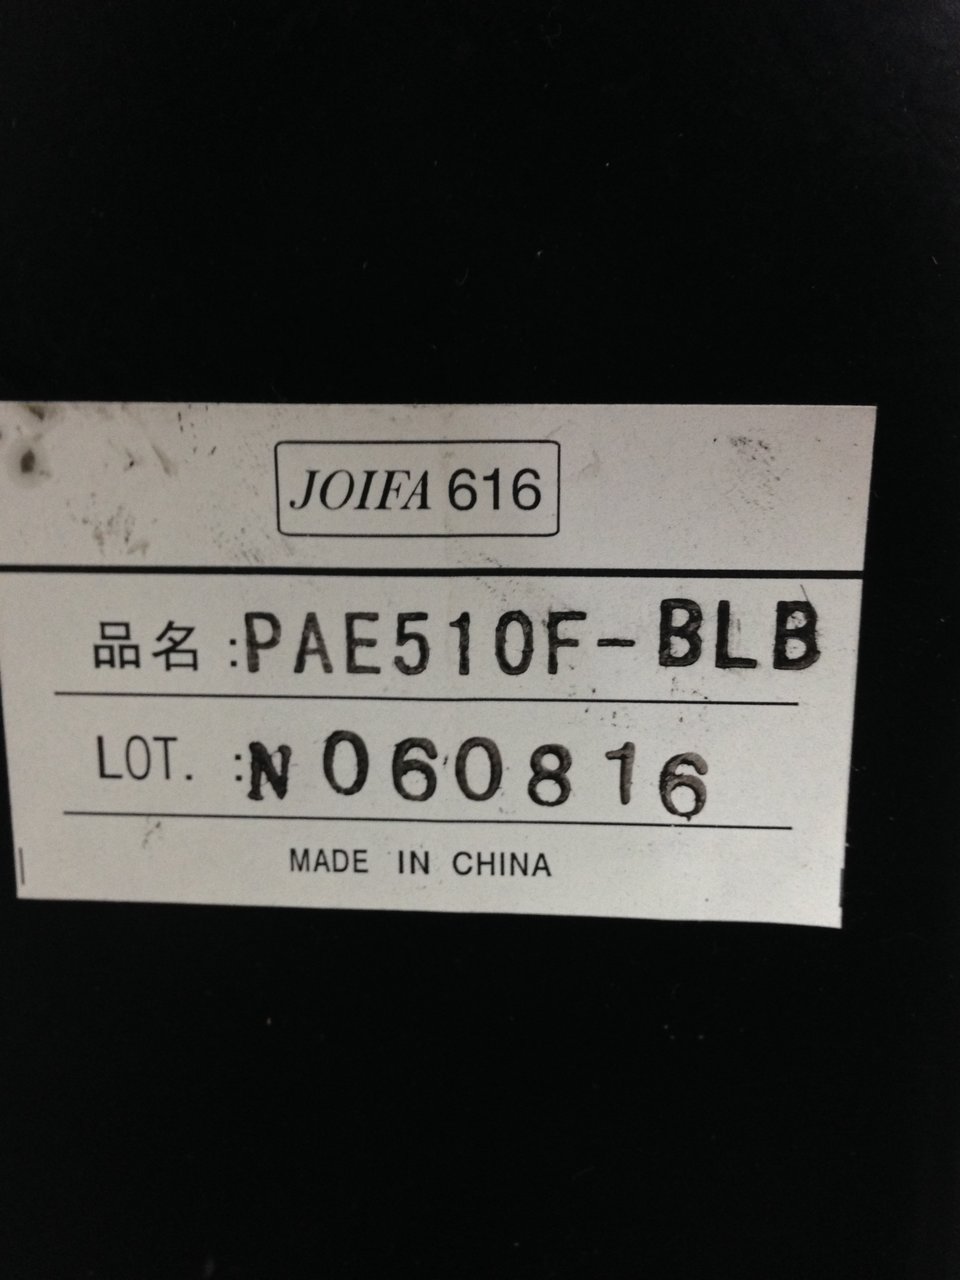 JOIFA 616
品名:PAE510F-BLB
LOT. :N060816
MADE IN CHINA